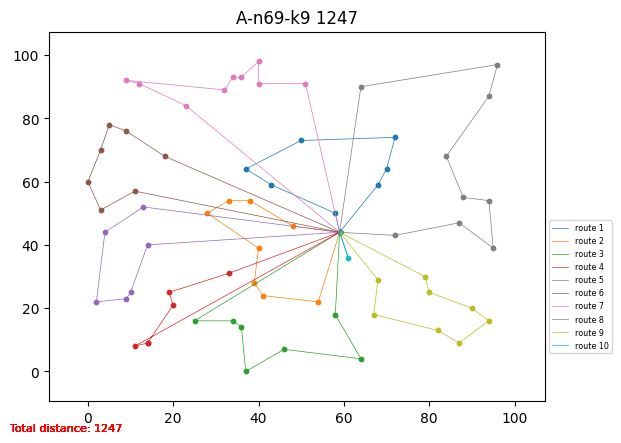 A-n69-k9 1247
100
80
60
40
20
0
0 20 40 60 80 100
route 1
route 2
route 3
route 4
route 5
route 6
route 7
route 8
route 9
route 10
Total distance: 1247